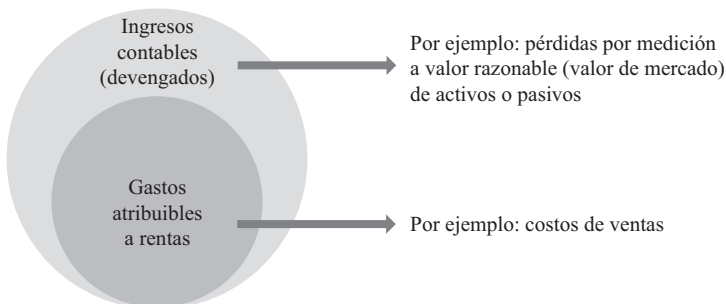 Ingresos
contables
(devengados)
Por ejemplo: pérdidas por medición
a valor razonable (valor de mercado)
de activos o pasivos
Gastos
atribuibles
a rentas
Por ejemplo: costos de ventas